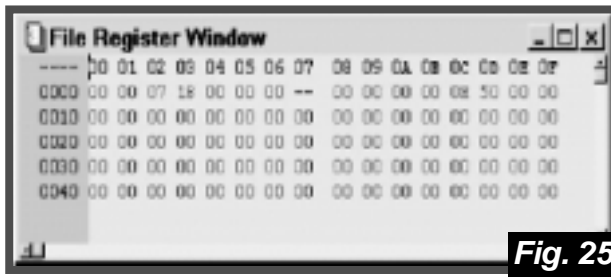 File Register Window
---- 00 01 02 03 04 05 06 07 08 09 0A 0B 0C 0D 0E 0F
0000 00 00 07 18 00 00 00 -- 00 00 00 00 08 50 00 00
0010 00 00 00 00 00 00 00 00 00 00 00 00 00 00 00 00
0020 00 00 00 00 00 00 00 00 00 00 00 00 00 00 00 00
0030 00 00 00 00 00 00 00 00 00 00 00 00 00 00 00 00
0040 00 00 00 00 00 00 00 00 00 00 00 00 00 00 00 00
Fig. 25